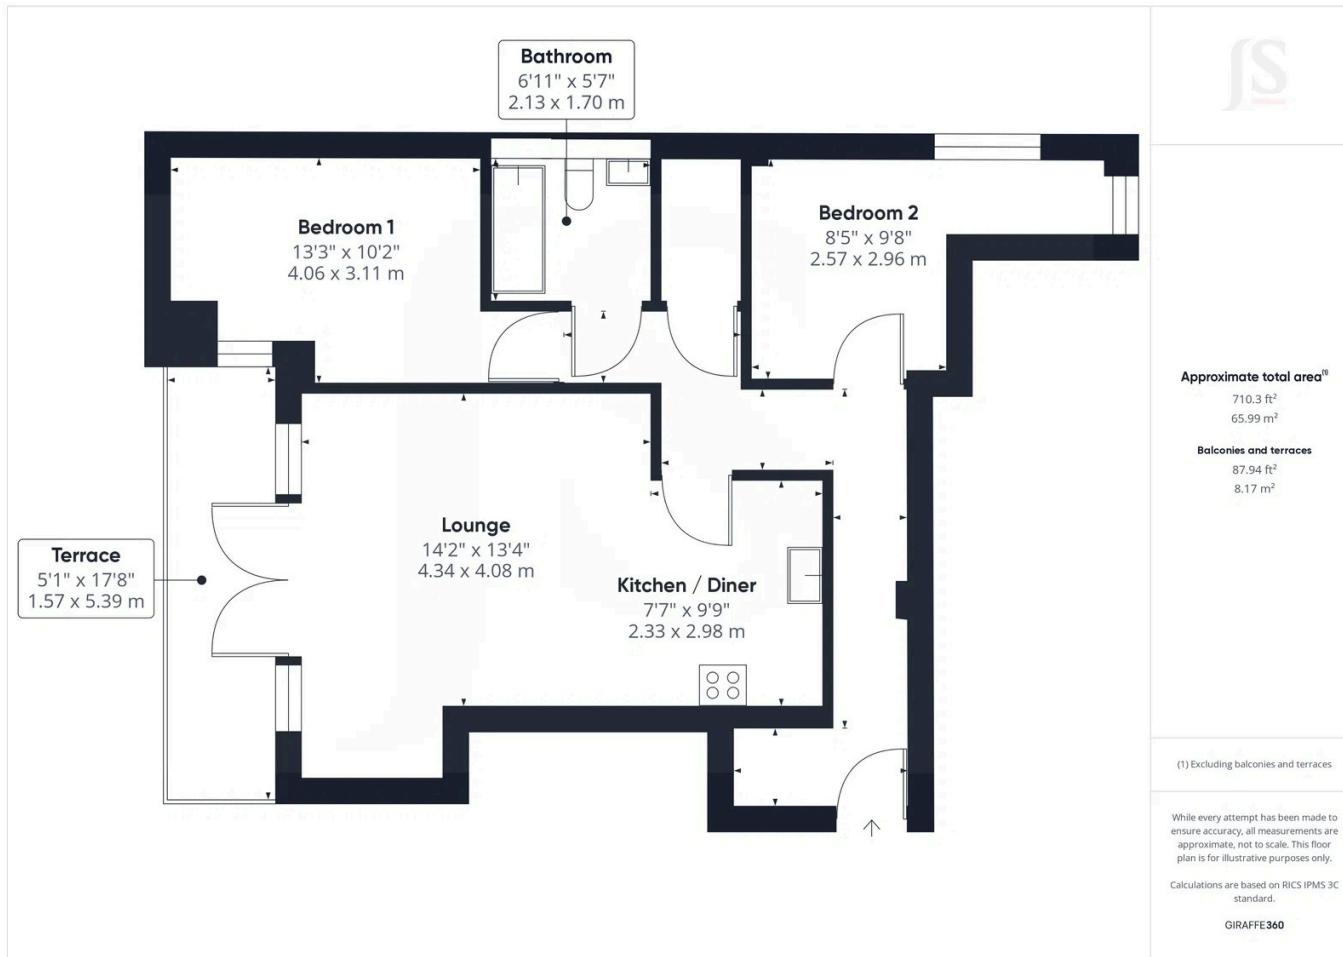 Bathroom
6'11" x 5'7"
2.13 x 1.70 m
Bedroom 1
13'3" x 10'2"
4.06 x 3.11 m
Bedroom 2
8'5" x 9'8"
2.57 x 2.96 m
Lounge
14'2" x 13'4"
4.34 x 4.08 m
Terrace
5'1" x 17'8"
1.57 x 5.39 m
Kitchen / Diner
7'7" x 9'9"
2.33 x 2.98 m
JS
Approximate total area(1)
710.3 ft²
65.99 m²
Balconies and terraces
87.94 ft²
8.17 m²
(1) Excluding balconies and terraces
While every attempt has been made to
ensure accuracy, all measurements are
approximate, not to scale. This floor
plan is for illustrative purposes only.
Calculations are based on RICS IPMS 3C
standard.
GIRAFFE360